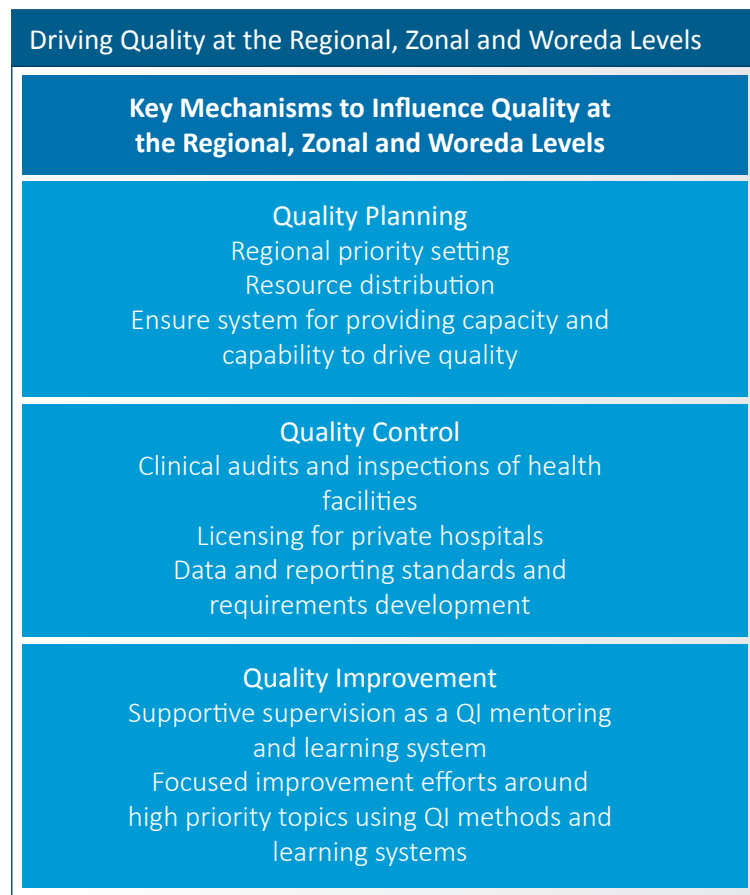 Driving Quality at the Regional, Zonal and Woreda Levels
Key Mechanisms to Influence Quality at
the Regional, Zonal and Woreda Levels
Quality Planning
Regional priority setting
Resource distribution
Ensure system for providing capacity and
capability to drive quality
Quality Control
Clinical audits and inspections of health
facilities
Licensing for private hospitals
Data and reporting standards and
requirements development
Quality Improvement
Supportive supervision as a QI mentoring
and learning system
Focused improvement efforts around
high priority topics using QI methods and
learning systems